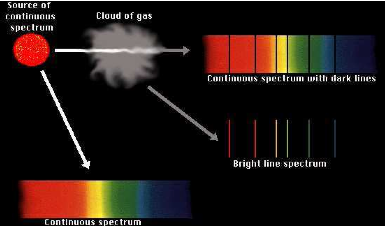 Source of
continuous
spectrum
Cloud of gas
Continuous spectrum with dark lines
Bright line spectrum
Continuous spectrum